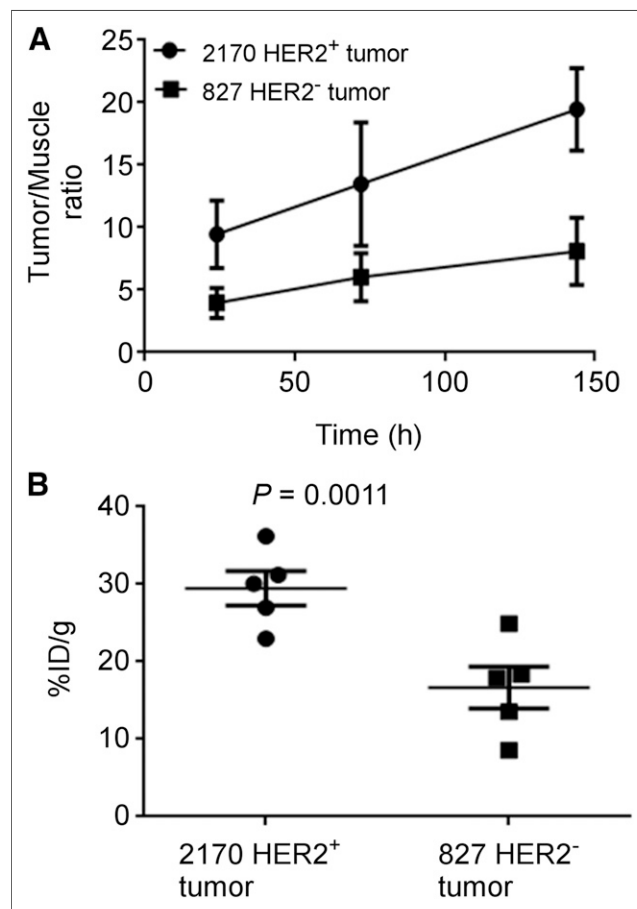 A
25
20
15
10
5
0
Tumor/Muscle
ratio
2170 HER2⁺ tumor
827 HER2⁻ tumor
0 50 100 150
Time (h)
B
P = 0.0011
40
30
20
10
0
%ID/g
2170 HER2⁺
tumor
827 HER2⁻
tumor